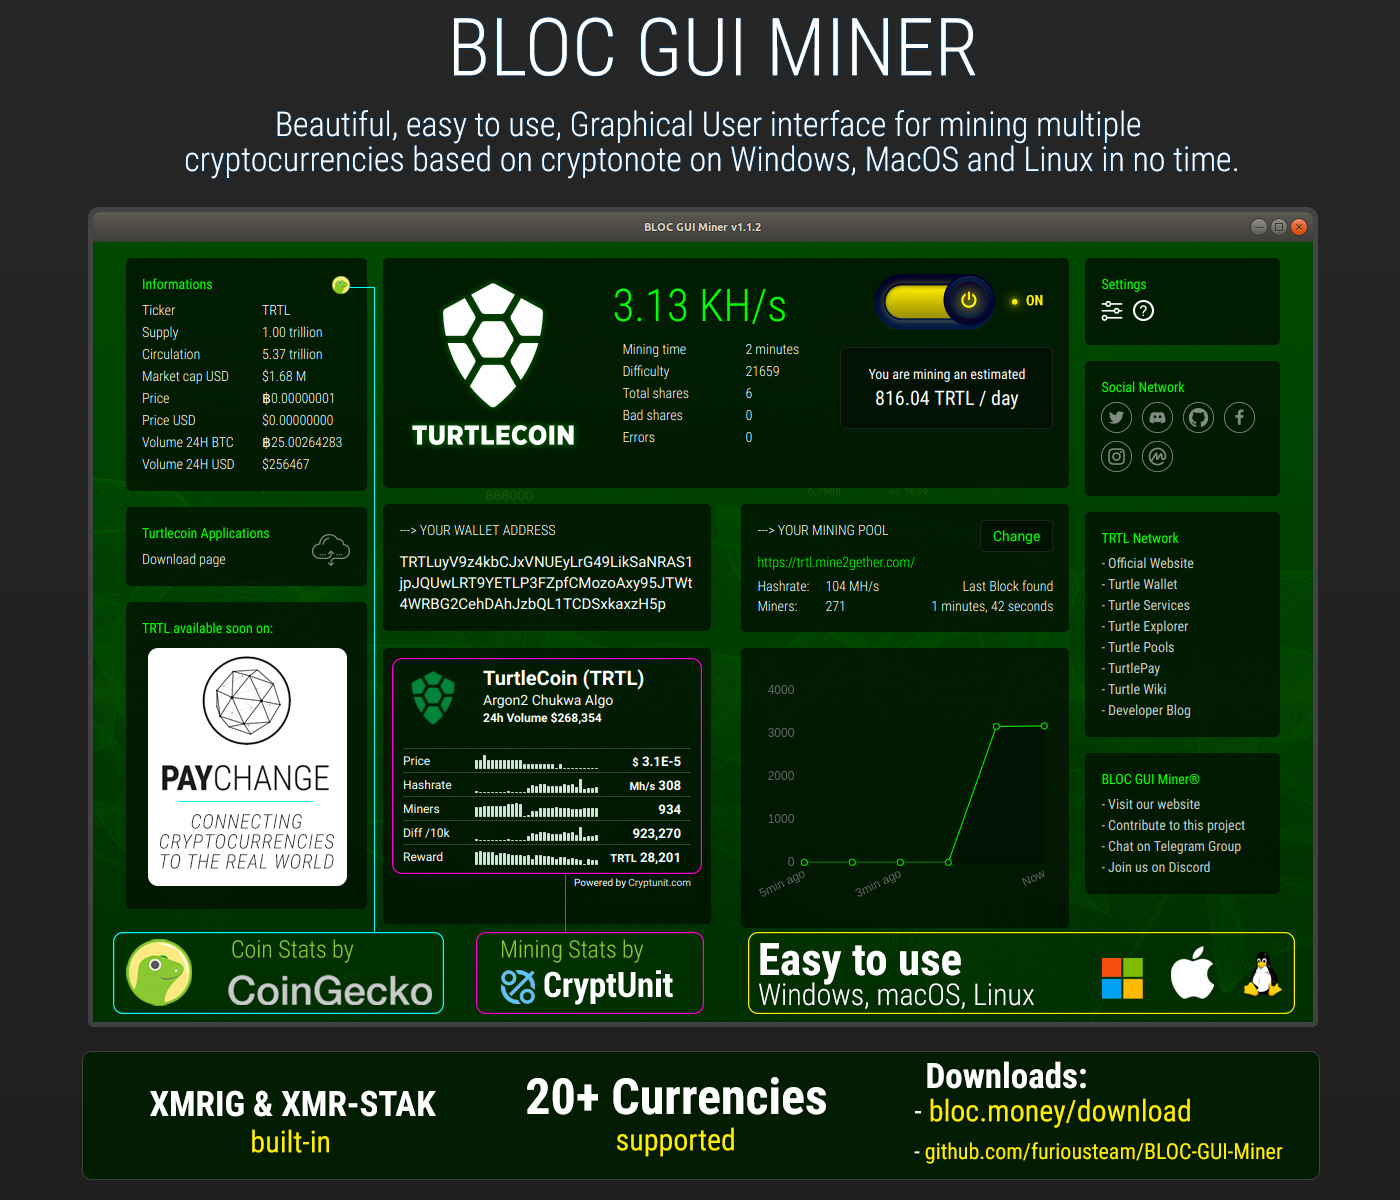 BLOC GUI MINER
Beautiful, easy to use, Graphical User interface for mining multiple
cryptocurrencies based on cryptonote on Windows, MacOS and Linux in no time.
BLOC GUI Miner v1.1.2
Informations
Ticker TRTL
Supply 1.00 trillion
Circulation 5.37 trillion
Market cap USD $1.68 M
Price ฿0.00000001
Price USD $0.00000000
Volume 24H BTC ฿25.00264283
Volume 24H USD $256467
Turtlecoin Applications
Download page
TRTL available soon on:
PAYCHANGE
CONNECTING
CRYPTOCURRENCIES
TO THE REAL WORLD
TURTLECOIN
3.13 KH/s
Mining time 2 minutes
Difficulty 21659
Total shares 6
Bad shares 0
Errors 0
ON
You are mining an estimated
816.04 TRTL / day
888000
---> YOUR WALLET ADDRESS
TRTLuyV9z4kbCJxVNUEyLrG49LikSaNRAS1
jpJQUwLRT9YETLP3FZpfCMozoAxy95JTWt
4WRBG2CehDAhJzbQL1TCDSxkaxzH5p
---> YOUR MINING POOL
Change
https://trtl.mine2gether.com/
Hashrate: 104 MH/s Last Block found
Miners: 271 1 minutes, 42 seconds
TurtleCoin (TRTL)
Argon2 Chukwa Algo
24h Volume $268,354
Price $ 3.1E-5
Hashrate Mh/s 308
Miners 934
Diff /10k 923,270
Reward TRTL 28,201
Powered by Cryptunit.com
4000
3000
2000
1000
0
5min ago 3min ago Now
Settings
Social Network
TRTL Network
- Official Website
- Turtle Wallet
- Turtle Services
- Turtle Explorer
- Turtle Pools
- TurtlePay
- Turtle Wiki
- Developer Blog
BLOC GUI Miner®
- Visit our website
- Contribute to this project
- Chat on Telegram Group
- Join us on Discord
Coin Stats by
CoinGecko
Mining Stats by
CryptUnit
Easy to use
Windows, macOS, Linux
XMRIG & XMR-STAK
built-in
20+ Currencies
supported
Downloads:
- bloc.money/download
- github.com/furiousteam/BLOC-GUI-Miner